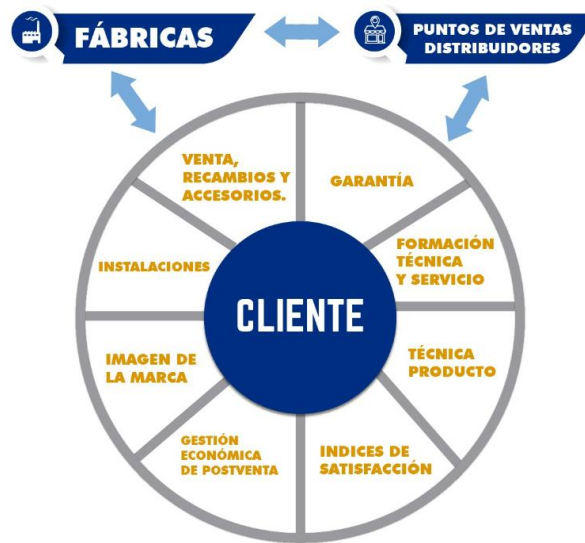 FÁBRICAS
PUNTOS DE VENTAS
DISTRIBUIDORES
VENTA,
RECAMBIOS Y
ACCESORIOS.
GARANTÍA
FORMACIÓN
TÉCNICA
Y SERVICIO
TÉCNICA
PRODUCTO
INDICES DE
SATISFACCIÓN
GESTIÓN
ECONÓMICA
DE POSTVENTA
IMAGEN DE
LA MARCA
INSTALACIONES
CLIENTE